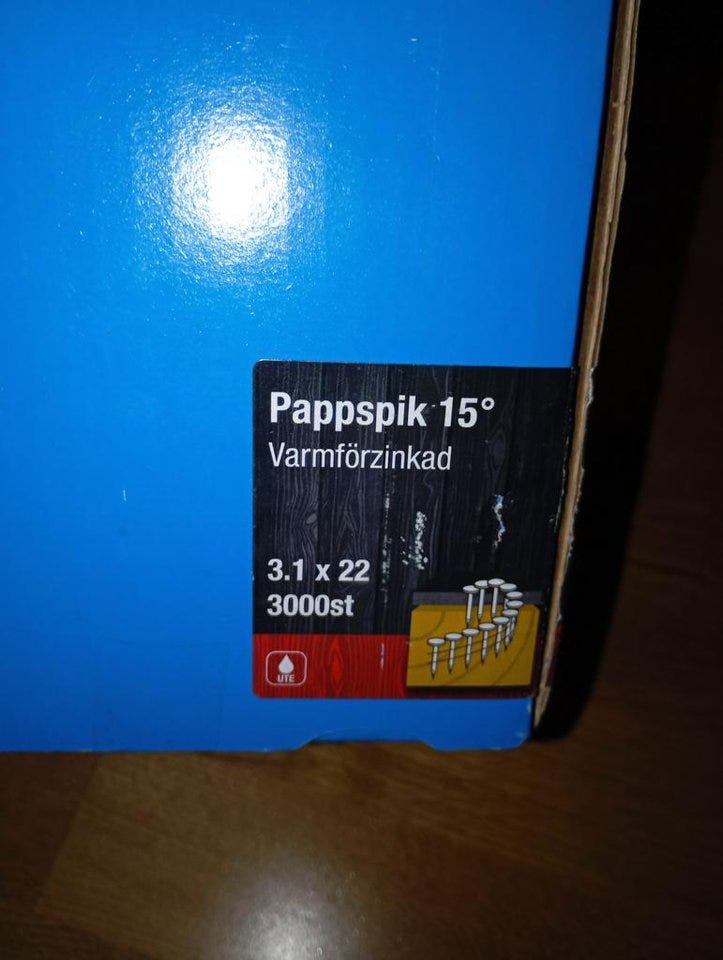 Pappspik 15°
Varmförzinkad
3.1 x 22
3000st
UTE